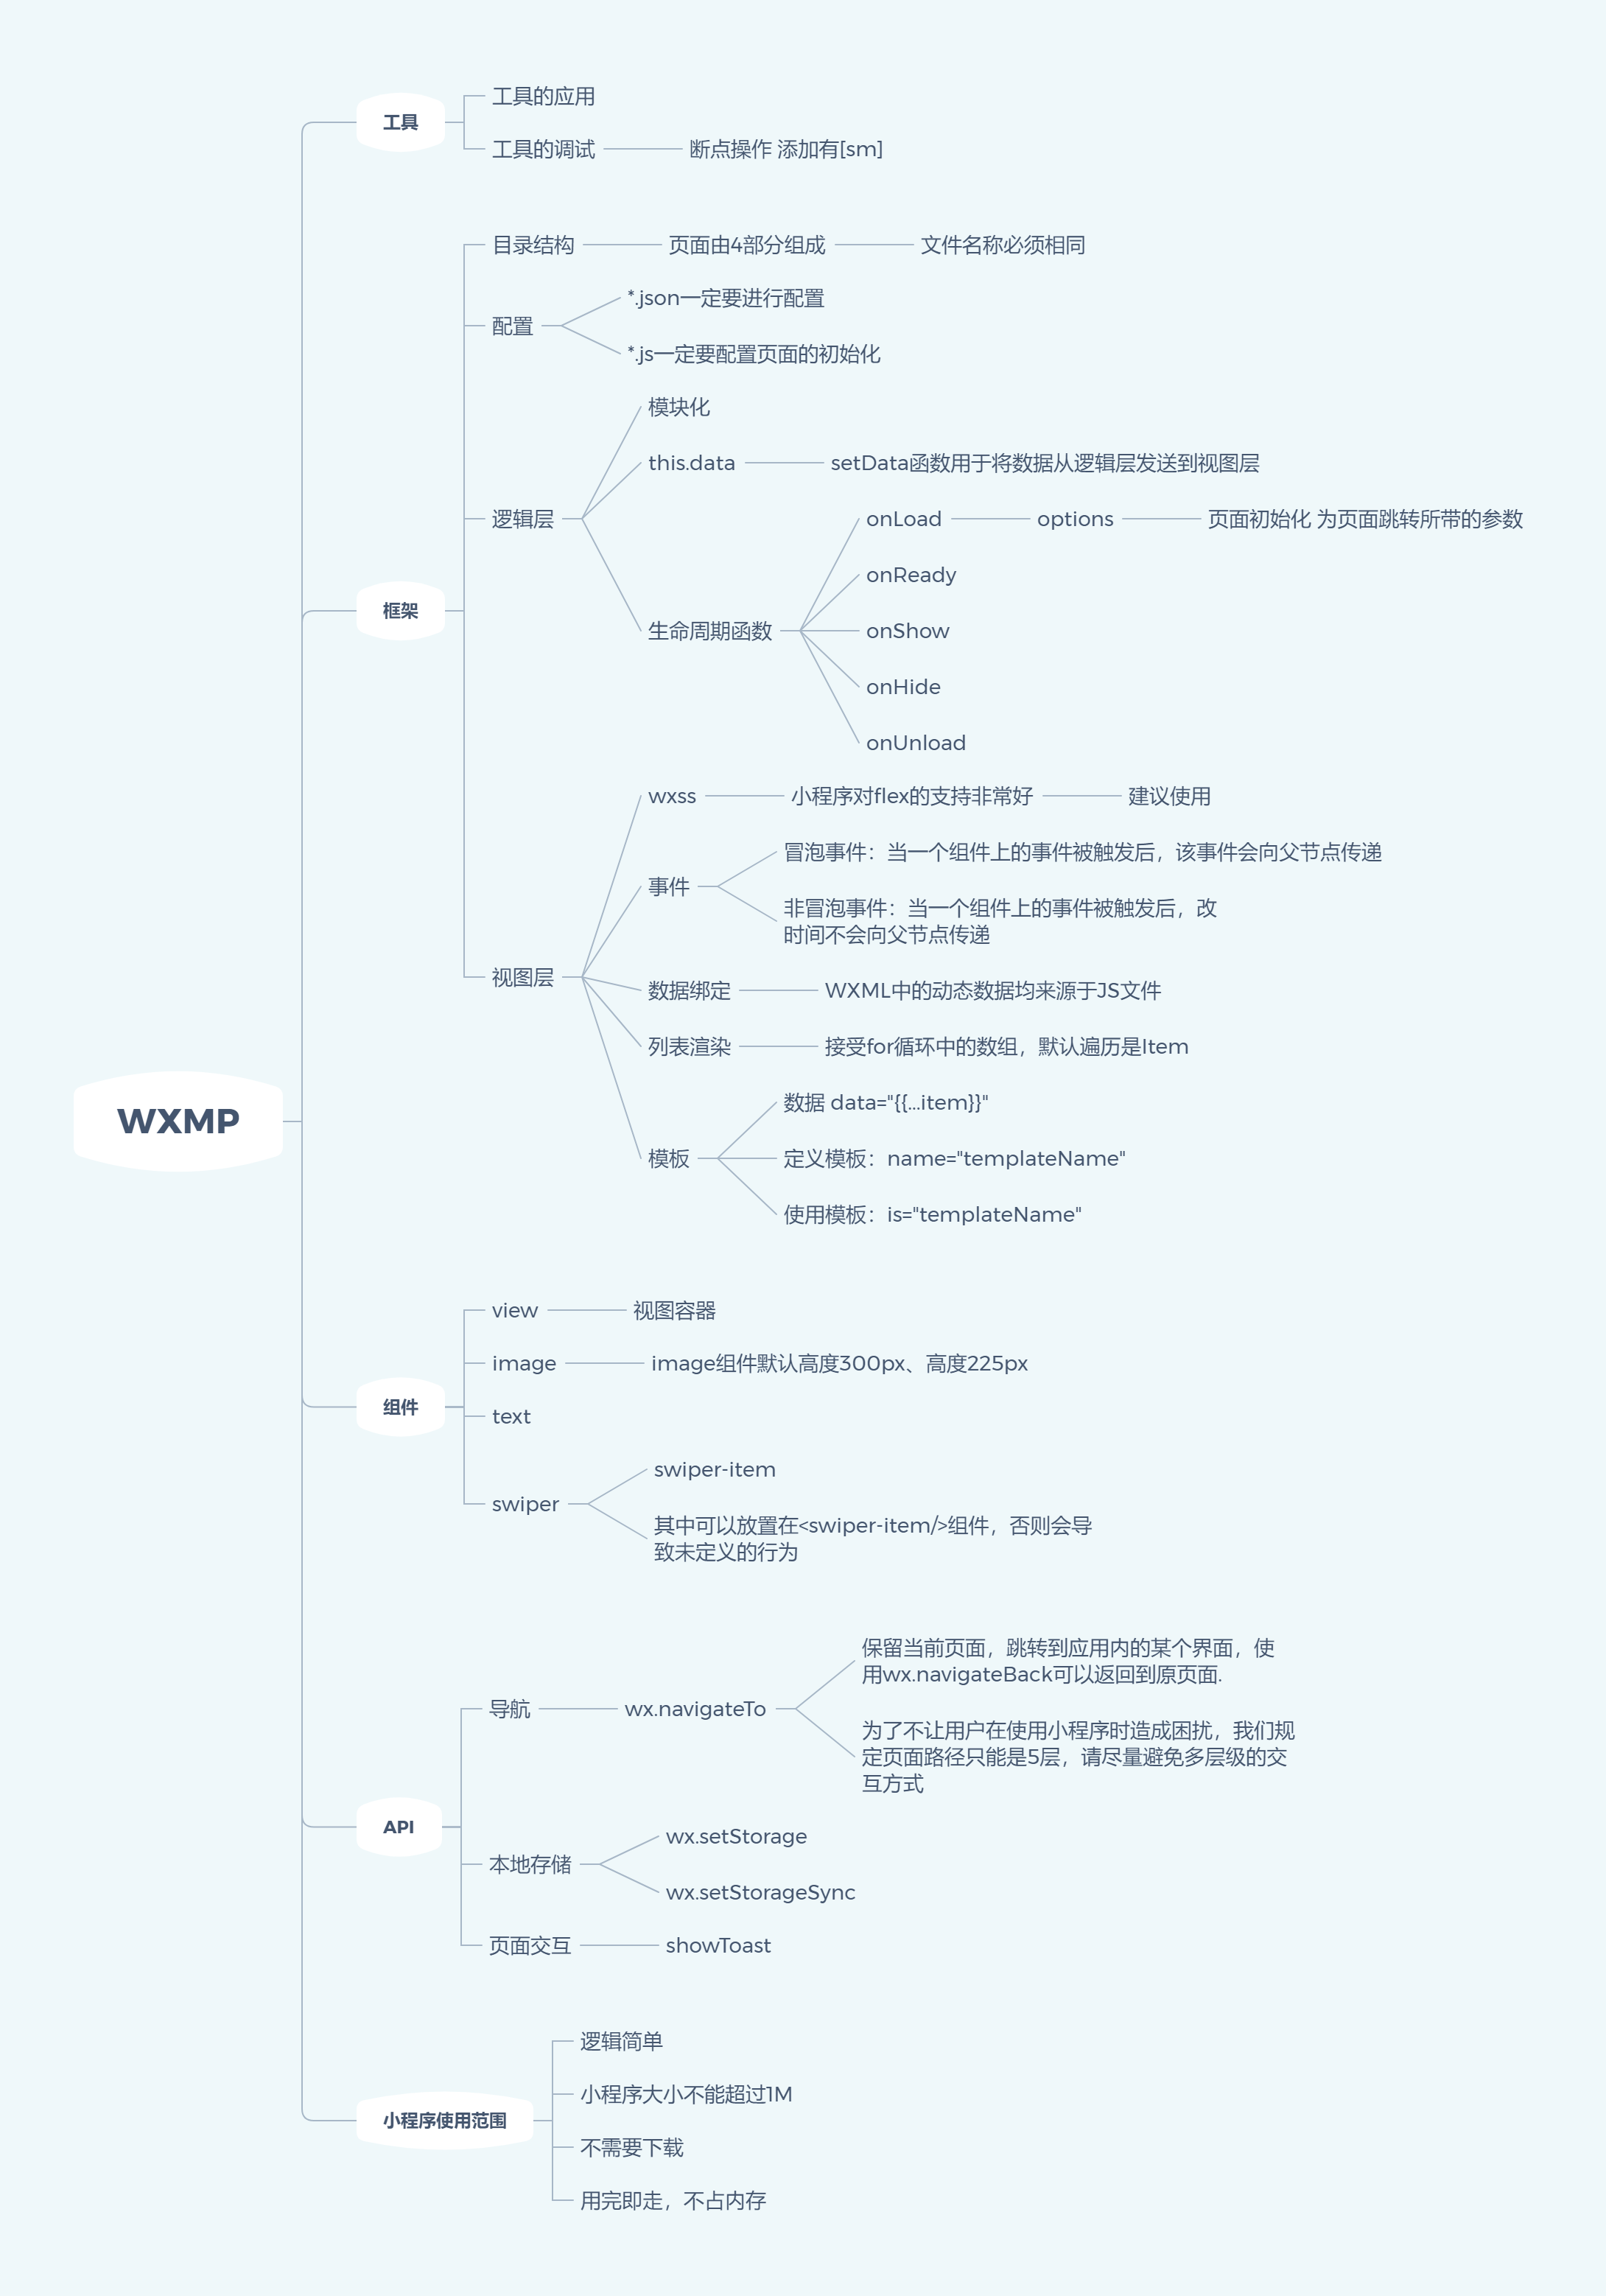 工具的应用
工具
工具的调试 断点操作 添加有[sm]
目录结构 页面由4部分组成 文件名称必须相同
*.json一定要进行配置
配置
*.js一定要配置页面的初始化
模块化
this.data setData函数用于将数据从逻辑层发送到视图层
逻辑层 onLoad options 页面初始化 为页面跳转所带的参数
onReady
框架
生命周期函数 onShow
onHide
onUnload
wxss 小程序对flex的支持非常好 建议使用
冒泡事件：当一个组件上的事件被触发后，该事件会向父节点传递
事件
非冒泡事件：当一个组件上的事件被触发后，改
时间不会向父节点传递
视图层
数据绑定 WXML中的动态数据均来源于JS文件
列表渲染 接受for循环中的数组，默认遍历是Item
数据 data="{{...item}}"
WXMP
模板 定义模板：name="templateName"
使用模板：is="templateName"
view 视图容器
image image组件默认高度300px、高度225px
组件
text
swiper-item
swiper
其中可以放置在<swiper-item/>组件，否则会导
致未定义的行为
保留当前页面，跳转到应用内的某个界面，使
用wx.navigateBack可以返回到原页面.
导航 wx.navigateTo
为了不让用户在使用小程序时造成困扰，我们规
定页面路径只能是5层，请尽量避免多层级的交
互方式
API
wx.setStorage
本地存储
wx.setStorageSync
页面交互 showToast
逻辑简单
小程序大小不能超过1M
小程序使用范围
不需要下载
用完即走，不占内存